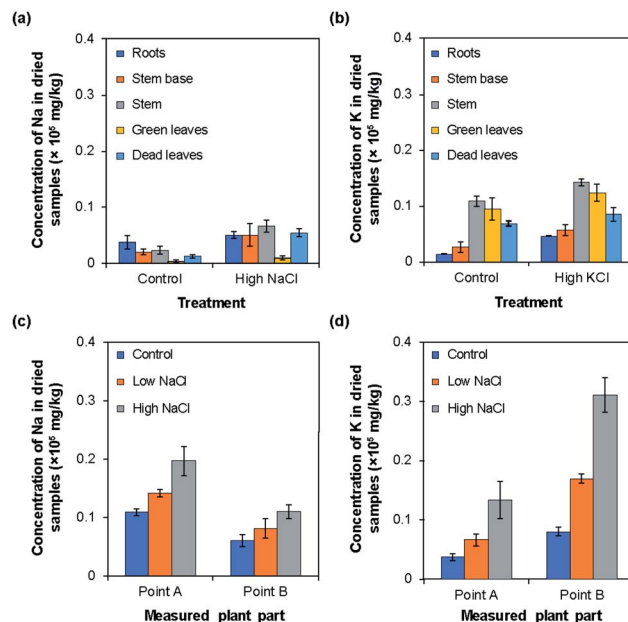 (a)
Concentration of Na in dried
samples (× 10⁵ mg/kg)
0.4
0.3
0.2
0.1
0
Roots
Stem base
Stem
Green leaves
Dead leaves
Control
High NaCl
Treatment
(b)
Concentration of K in dried
samples (× 10⁵ mg/kg)
0.4
0.3
0.2
0.1
0
Roots
Stem base
Stem
Green leaves
Dead leaves
Control
High KCl
Treatment
(c)
Concentration of Na in dried
samples (×10⁵ mg/kg)
0.4
0.3
0.2
0.1
0
Control
Low NaCl
High NaCl
Point A
Point B
Measured plant part
(d)
Concentration of K in dried
samples (×10⁵ mg/kg)
0.4
0.3
0.2
0.1
0
Control
Low NaCl
High NaCl
Point A
Point B
Measured plant part